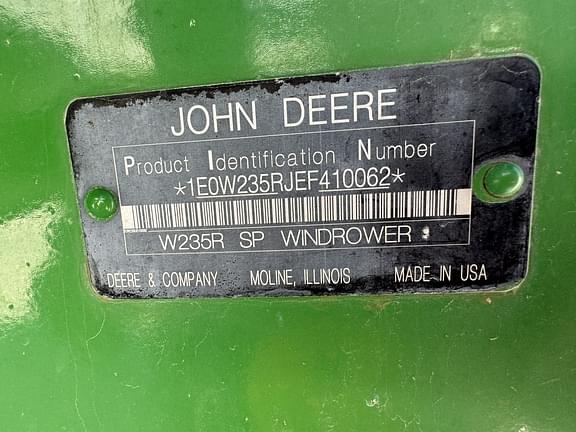 JOHN DEERE
Product Identification Number
*1E0W235RJEF410062*
W235R SP WINDROWER
DEERE & COMPANY MOLINE, ILLINOIS MADE IN USA